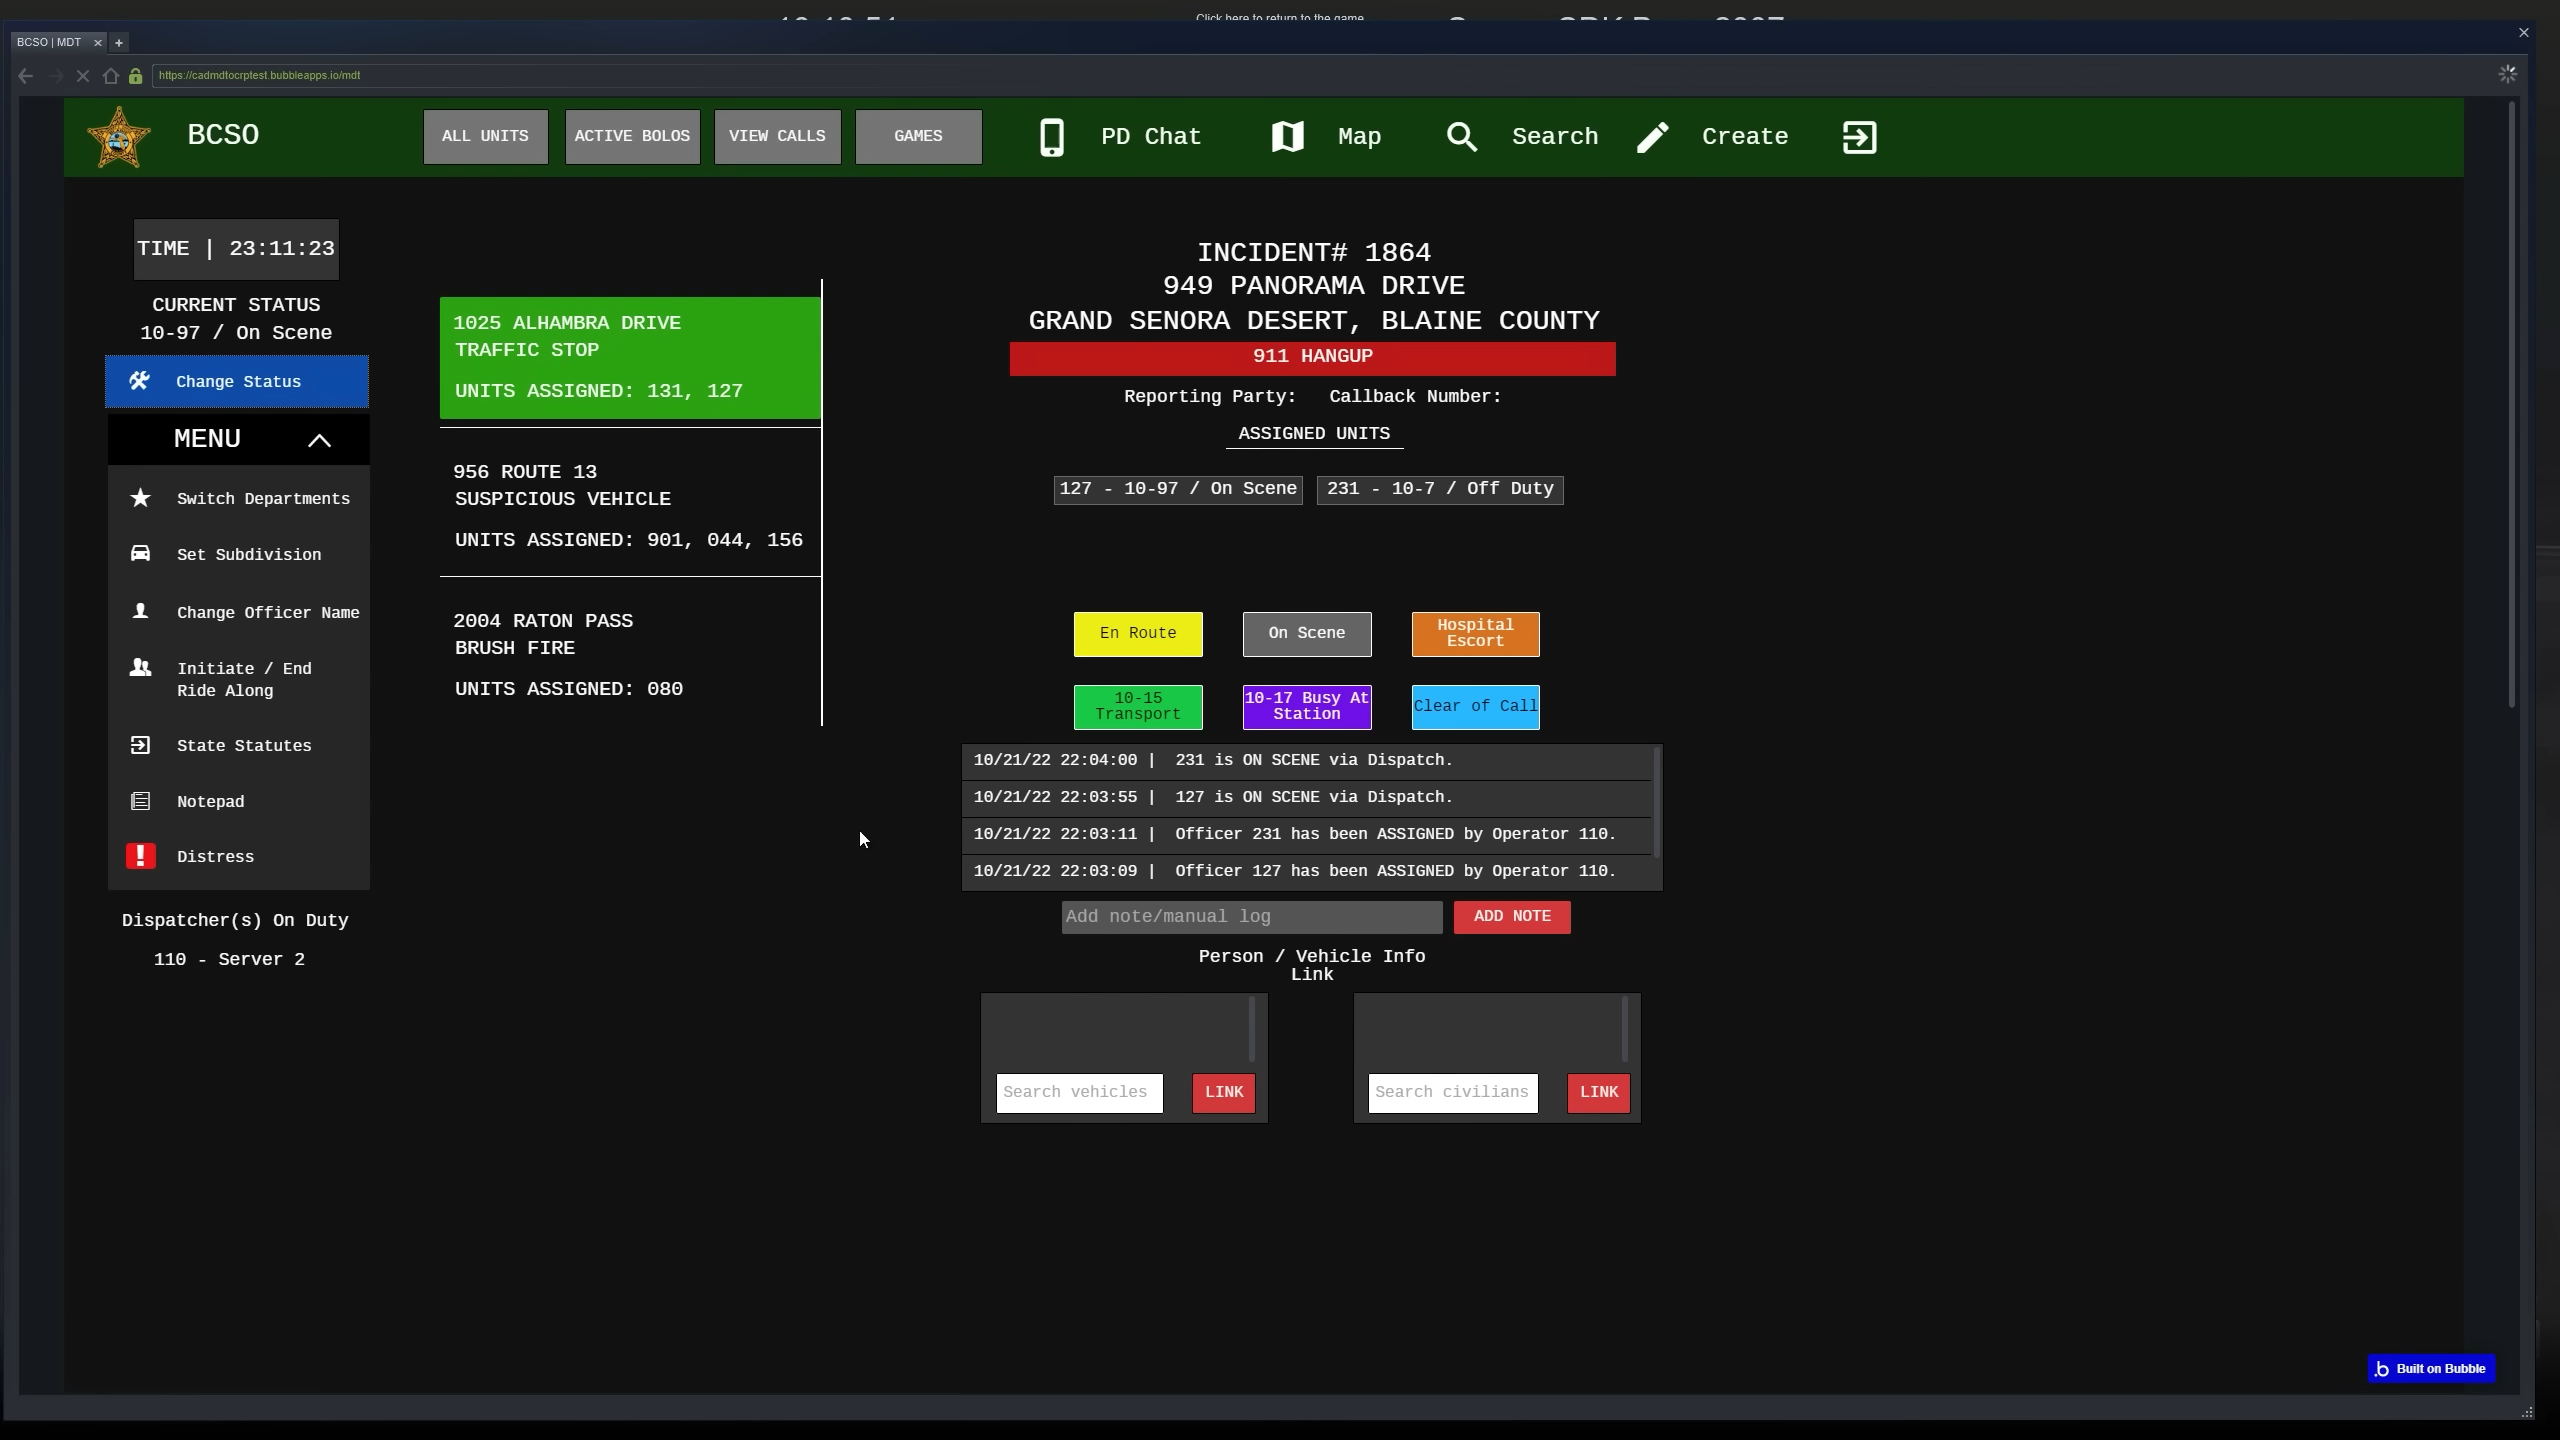 Click here to return to the game
BCSO | MDT
https://cadmdtocrptest.bubbleapps.io/mdt
BCSO
ALL UNITS
ACTIVE BOLOS
VIEW CALLS
GAMES
PD Chat
Map
Search
Create
TIME | 23:11:23
CURRENT STATUS
10-97 / On Scene
Change Status
MENU
Switch Departments
Set Subdivision
Change Officer Name
Initiate / End
Ride Along
State Statutes
Notepad
Distress
Dispatcher(s) On Duty
110 - Server 2
1025 ALHAMBRA DRIVE
TRAFFIC STOP
UNITS ASSIGNED: 131, 127
956 ROUTE 13
SUSPICIOUS VEHICLE
UNITS ASSIGNED: 901, 044, 156
2004 RATON PASS
BRUSH FIRE
UNITS ASSIGNED: 080
INCIDENT# 1864
949 PANORAMA DRIVE
GRAND SENORA DESERT, BLAINE COUNTY
911 HANGUP
Reporting Party: Callback Number:
ASSIGNED UNITS
127 - 10-97 / On Scene
231 - 10-7 / Off Duty
En Route
On Scene
Hospital
Escort
10-15
Transport
10-17 Busy At
Station
Clear of Call
10/21/22 22:04:00 | 231 is ON SCENE via Dispatch.
10/21/22 22:03:55 | 127 is ON SCENE via Dispatch.
10/21/22 22:03:11 | Officer 231 has been ASSIGNED by Operator 110.
10/21/22 22:03:09 | Officer 127 has been ASSIGNED by Operator 110.
Add note/manual log
ADD NOTE
Person / Vehicle Info
Link
Search vehicles
LINK
Search civilians
LINK
Built on Bubble